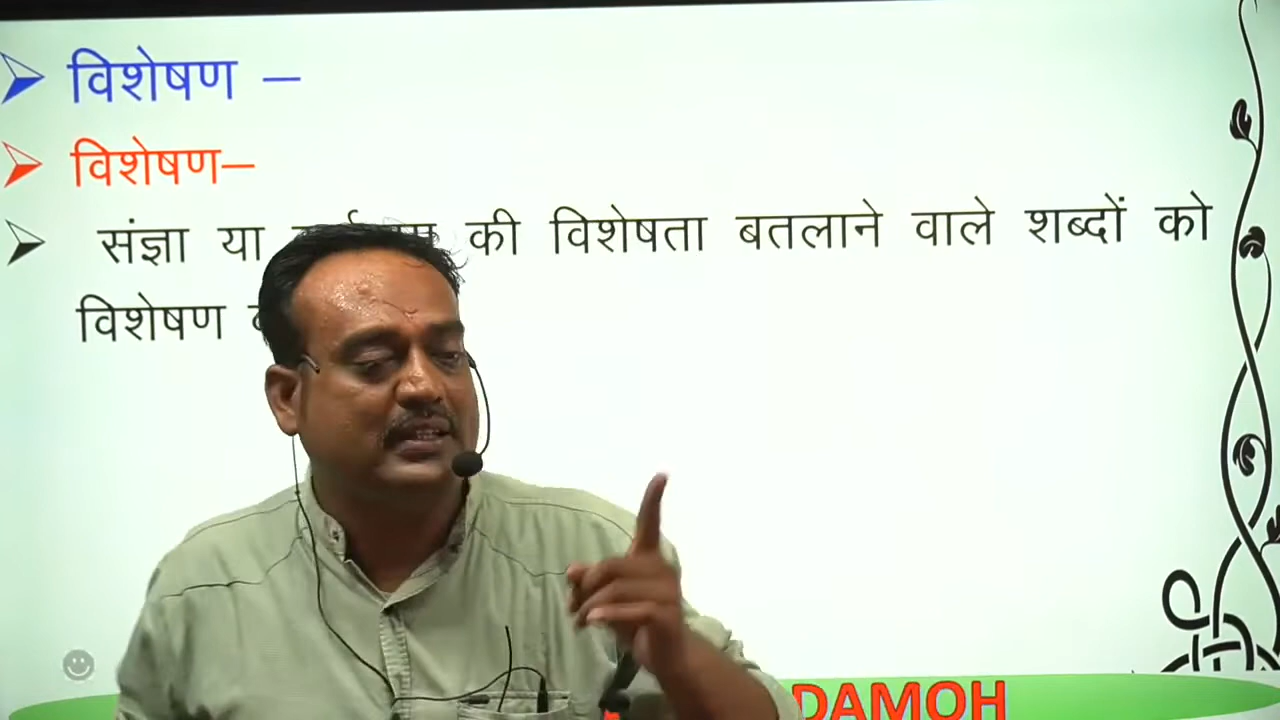 विशेषण –
विशेषण–
संज्ञा या की विशेषता बतलाने वाले शब्दों को
विशेषण
DAMOH